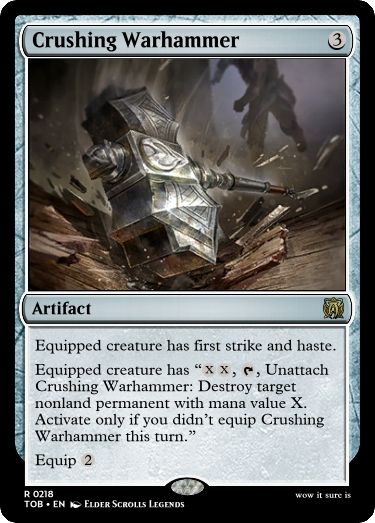 Crushing Warhammer 3
Artifact
Equipped creature has first strike and haste.
Equipped creature has “X X, T, Unattach
Crushing Warhammer: Destroy target
nonland permanent with mana value X.
Activate only if you didn’t equip Crushing
Warhammer this turn.”
Equip 2
R 0218
TOB • EN Elder Scrolls Legends
wow it sure is